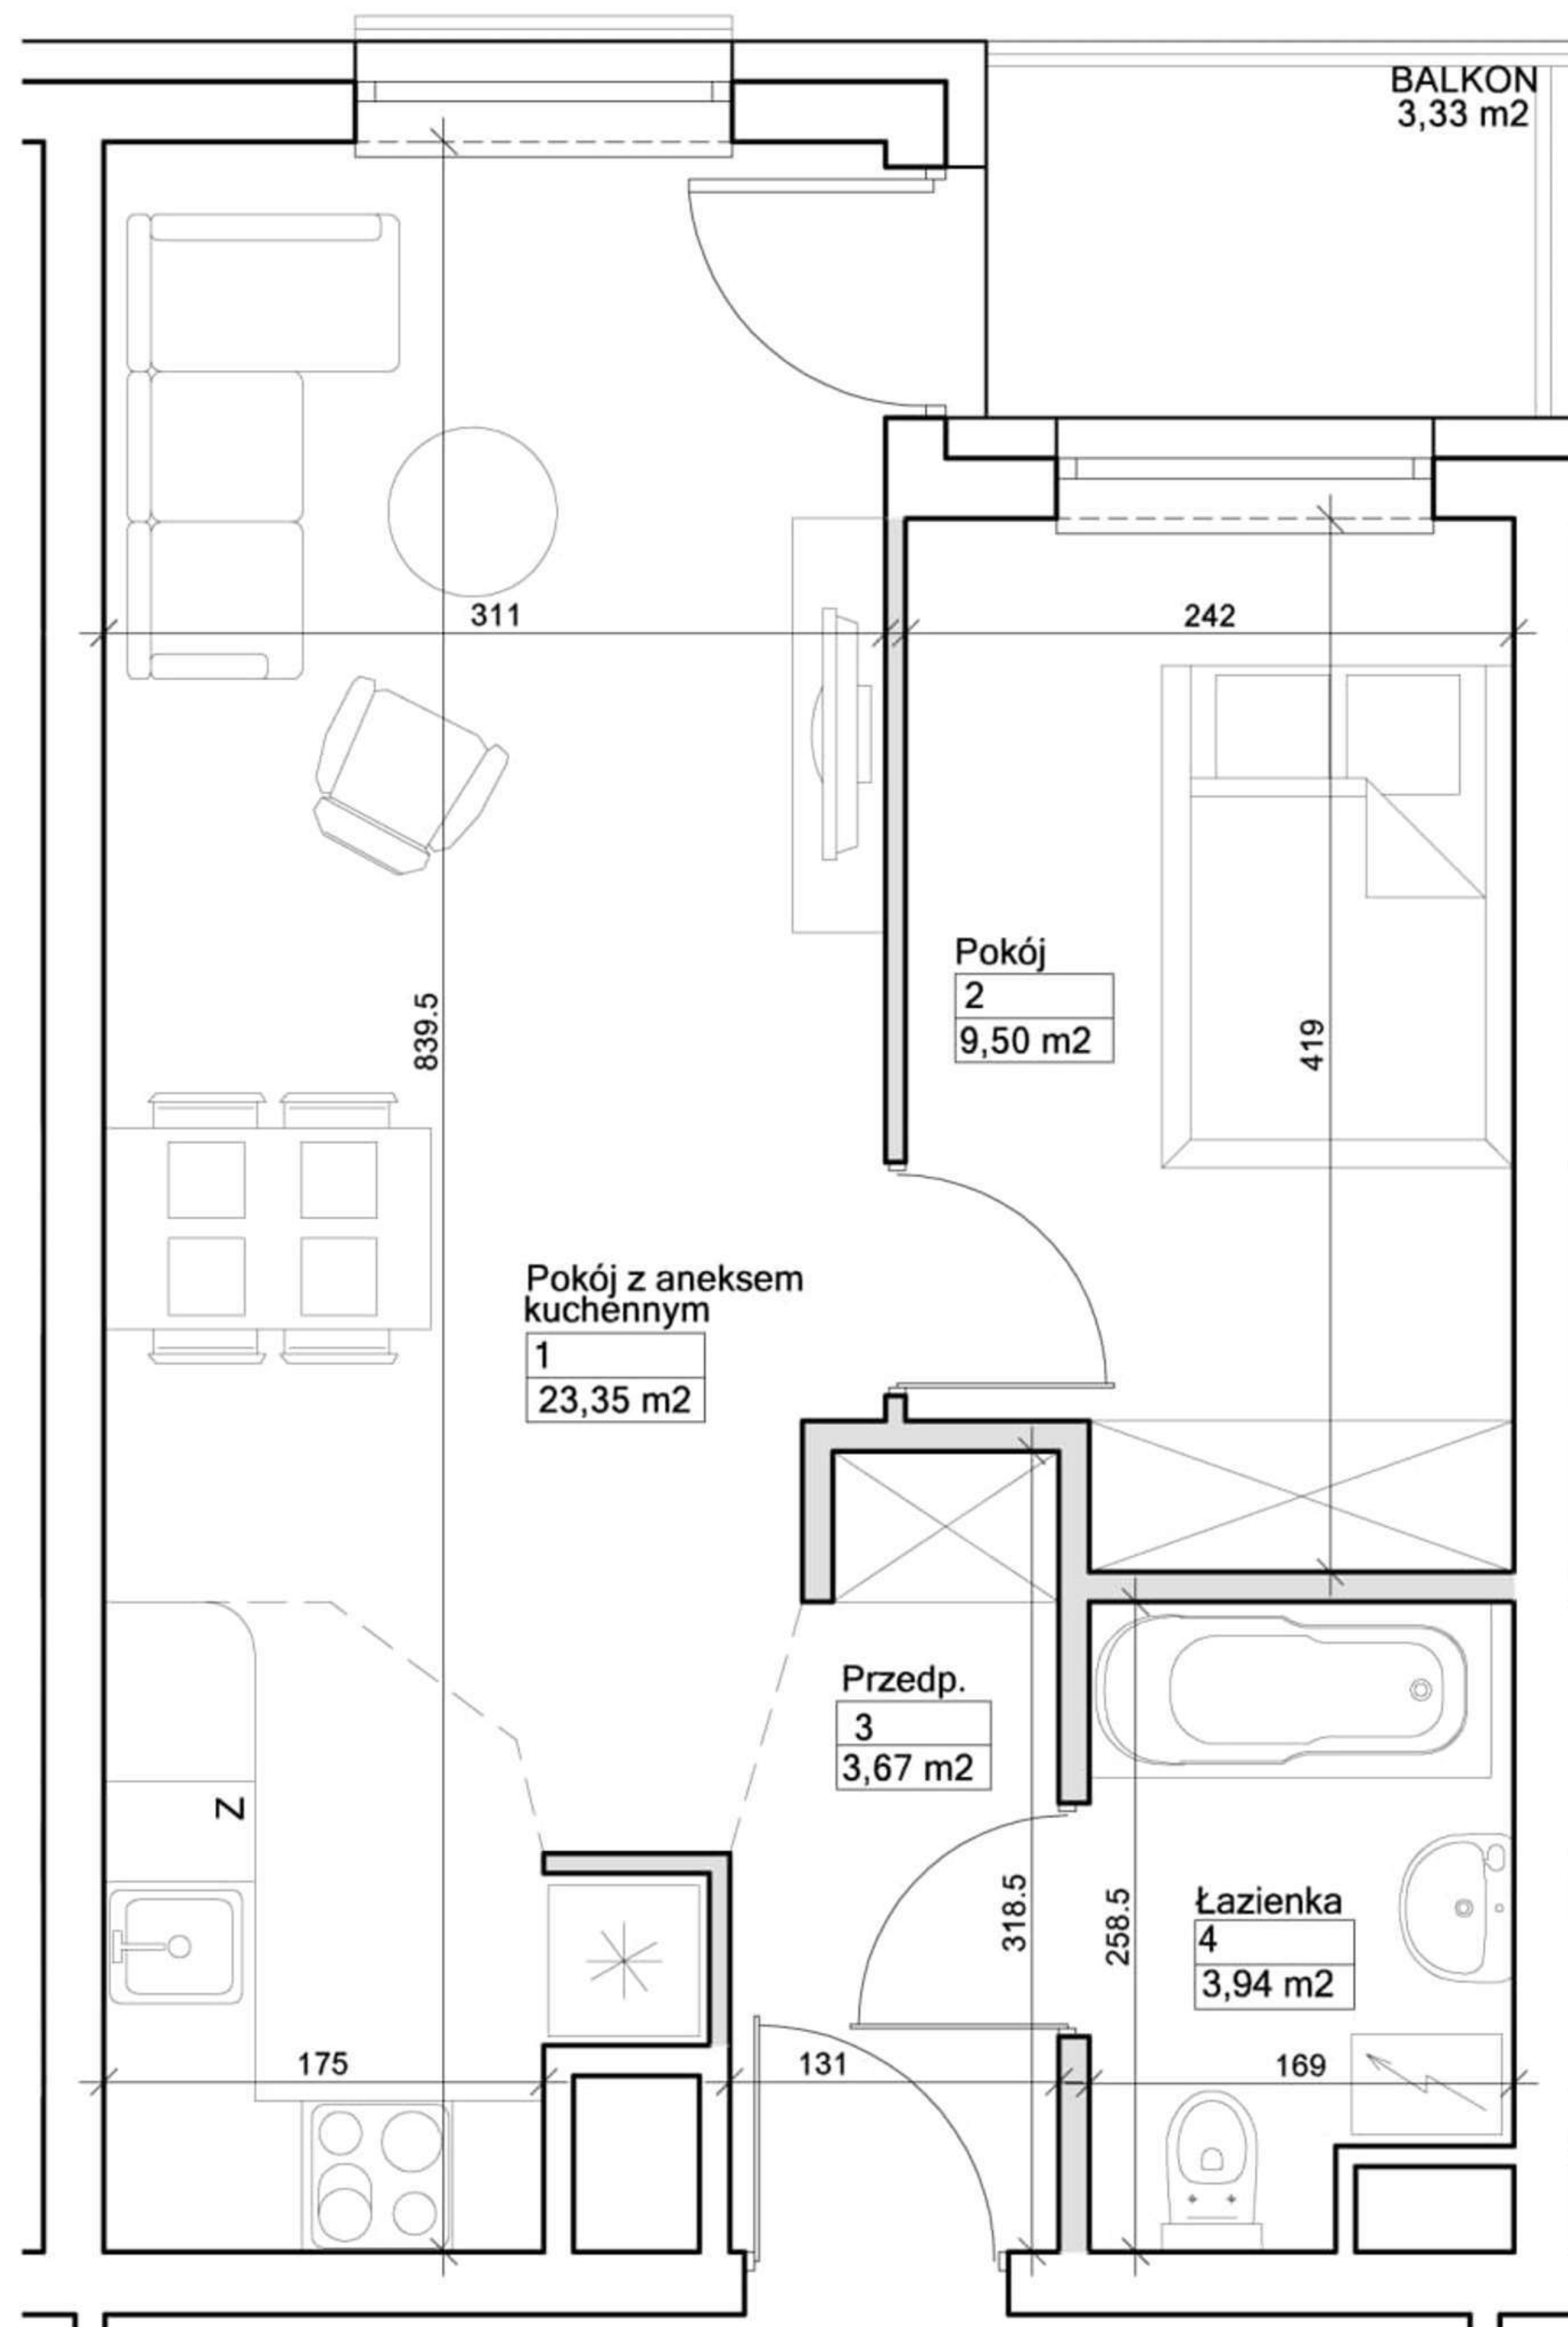 BALKON
3,33 m2
311
242
839.5
419
Pokój
2
9,50 m2
Pokój z aneksem
kuchennym
1
23,35 m2
Przedp.
3
3,67 m2
Z
318.5
258.5
Łazienka
4
3,94 m2
175
131
169